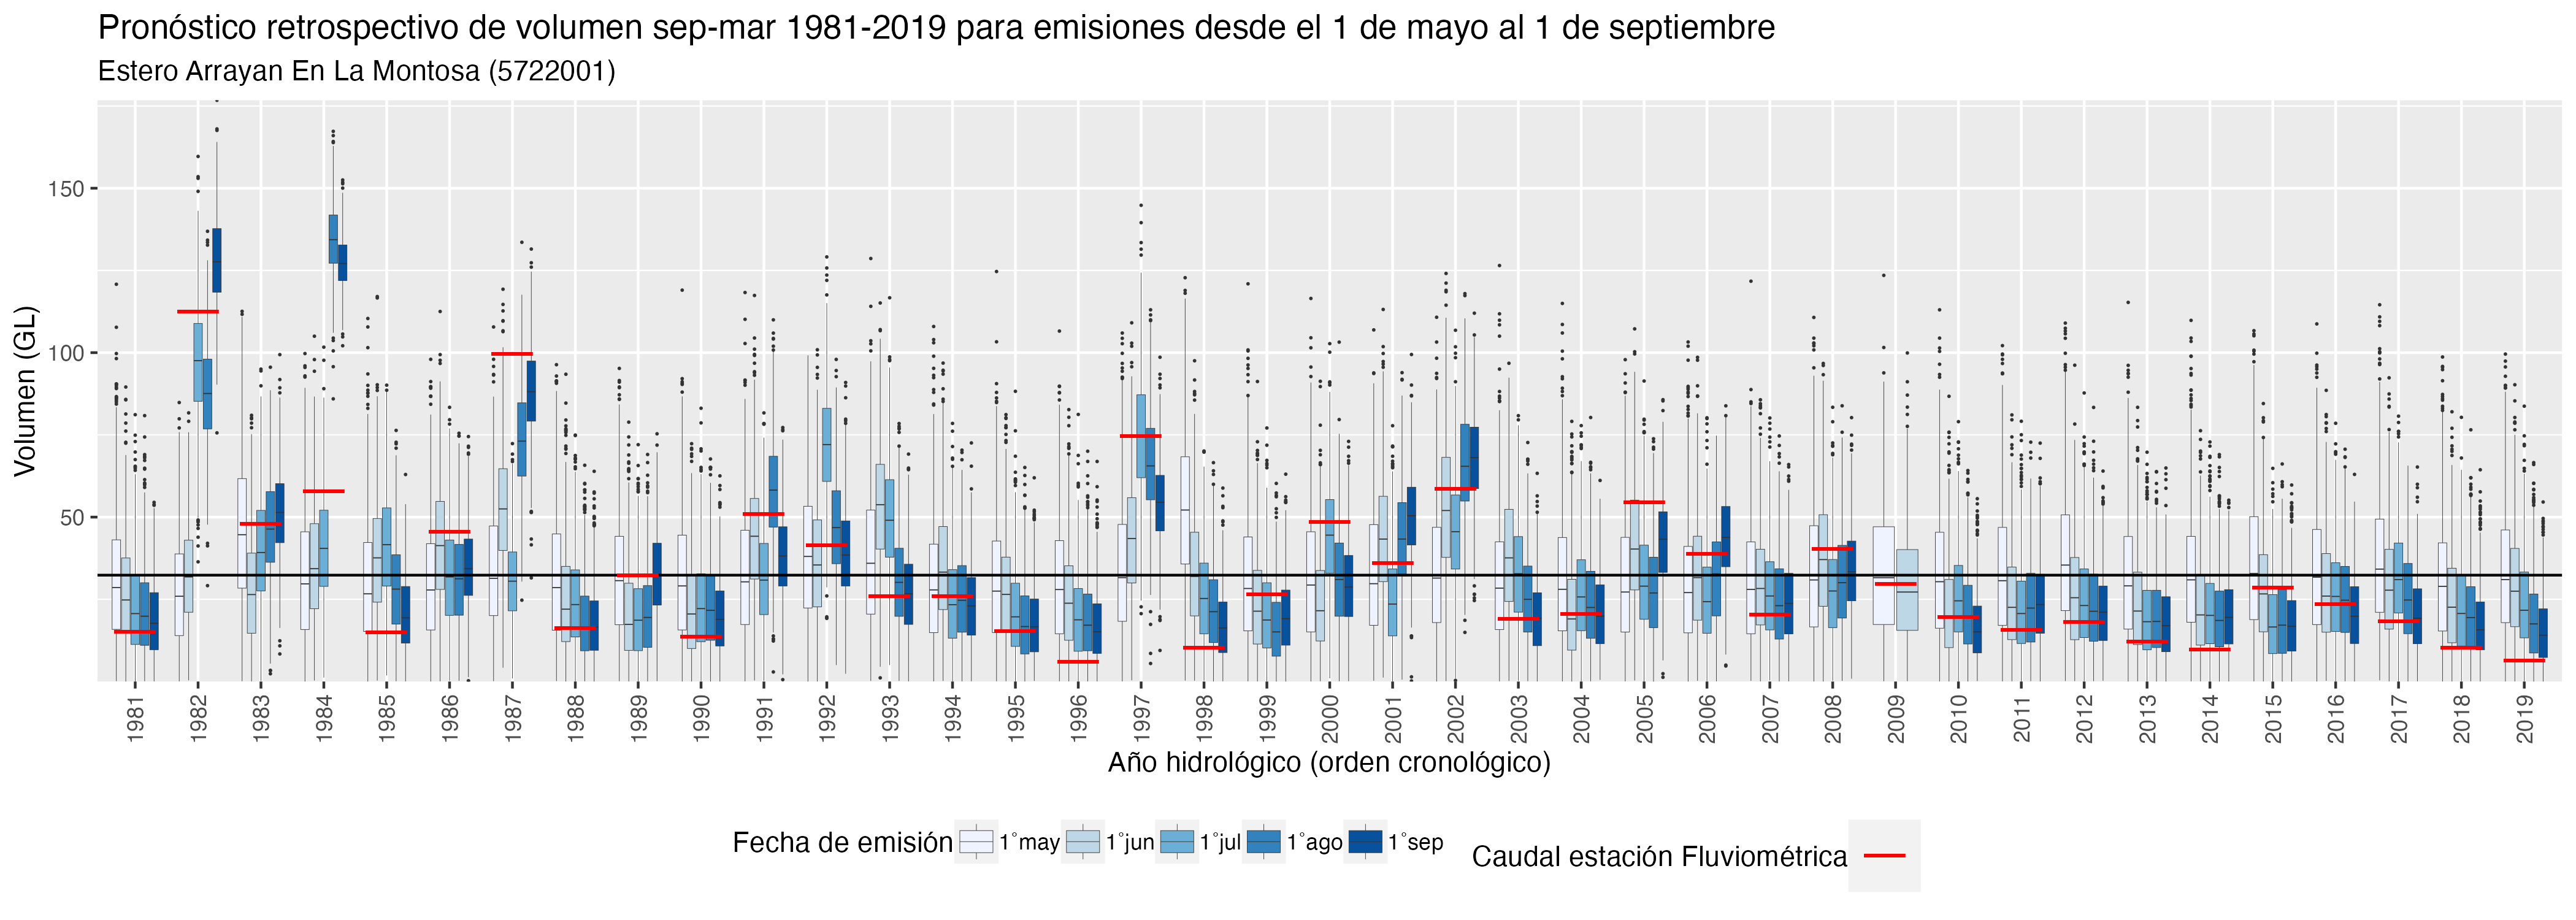 Pronóstico retrospectivo de volumen sep-mar 1981-2019 para emisiones desde el 1 de mayo al 1 de septiembre
Estero Arrayan En La Montosa (5722001)
Volumen (GL)
150
100
50
1981 1982 1983 1984 1985 1986 1987 1988 1989 1990 1991 1992 1993 1994 1995 1996 1997 1998 1999 2000 2001 2002 2003 2004 2005 2006 2007 2008 2009 2010 2011 2012 2013 2014 2015 2016 2017 2018 2019
Año hidrológico (orden cronológico)
Fecha de emisión 1°may 1°jun 1°jul 1°ago 1°sep Caudal estación Fluviométrica